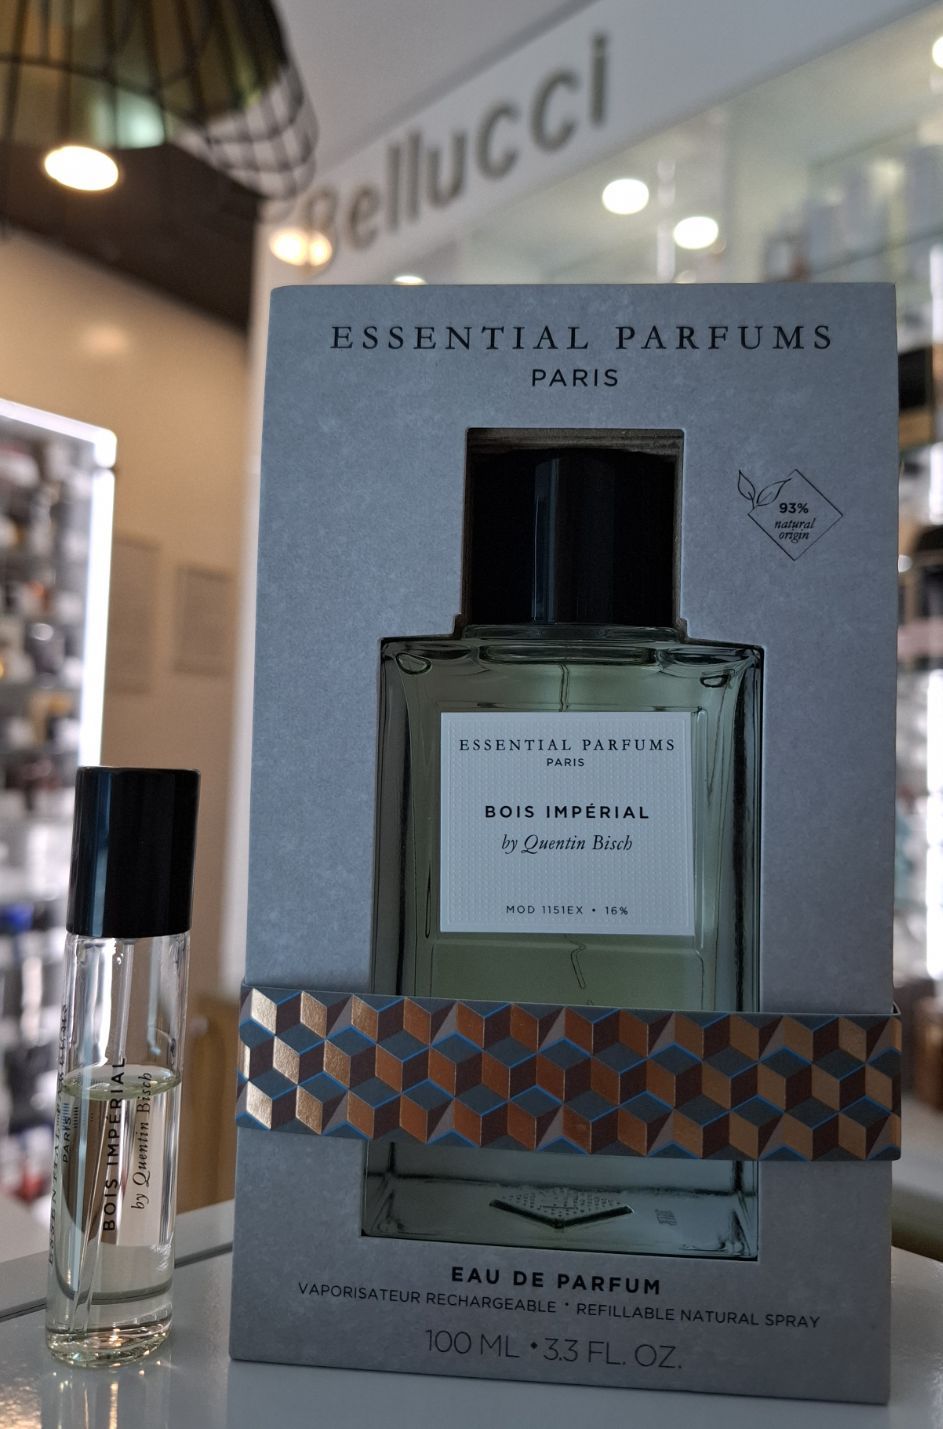 Bellucci
ESSENTIAL PARFUMS
PARIS
93%
natural
origin
ESSENTIAL PARFUMS
PARIS
BOIS IMPÉRIAL
by Quentin Bisch
MOD 1151EX • 16%
EAU DE PARFUM
VAPORISATEUR RECHARGEABLE • REFILLABLE NATURAL SPRAY
100 ML • 3.3 FL. OZ.
PARIS
BOIS IMPÉRIAL
by Quentin Bisch